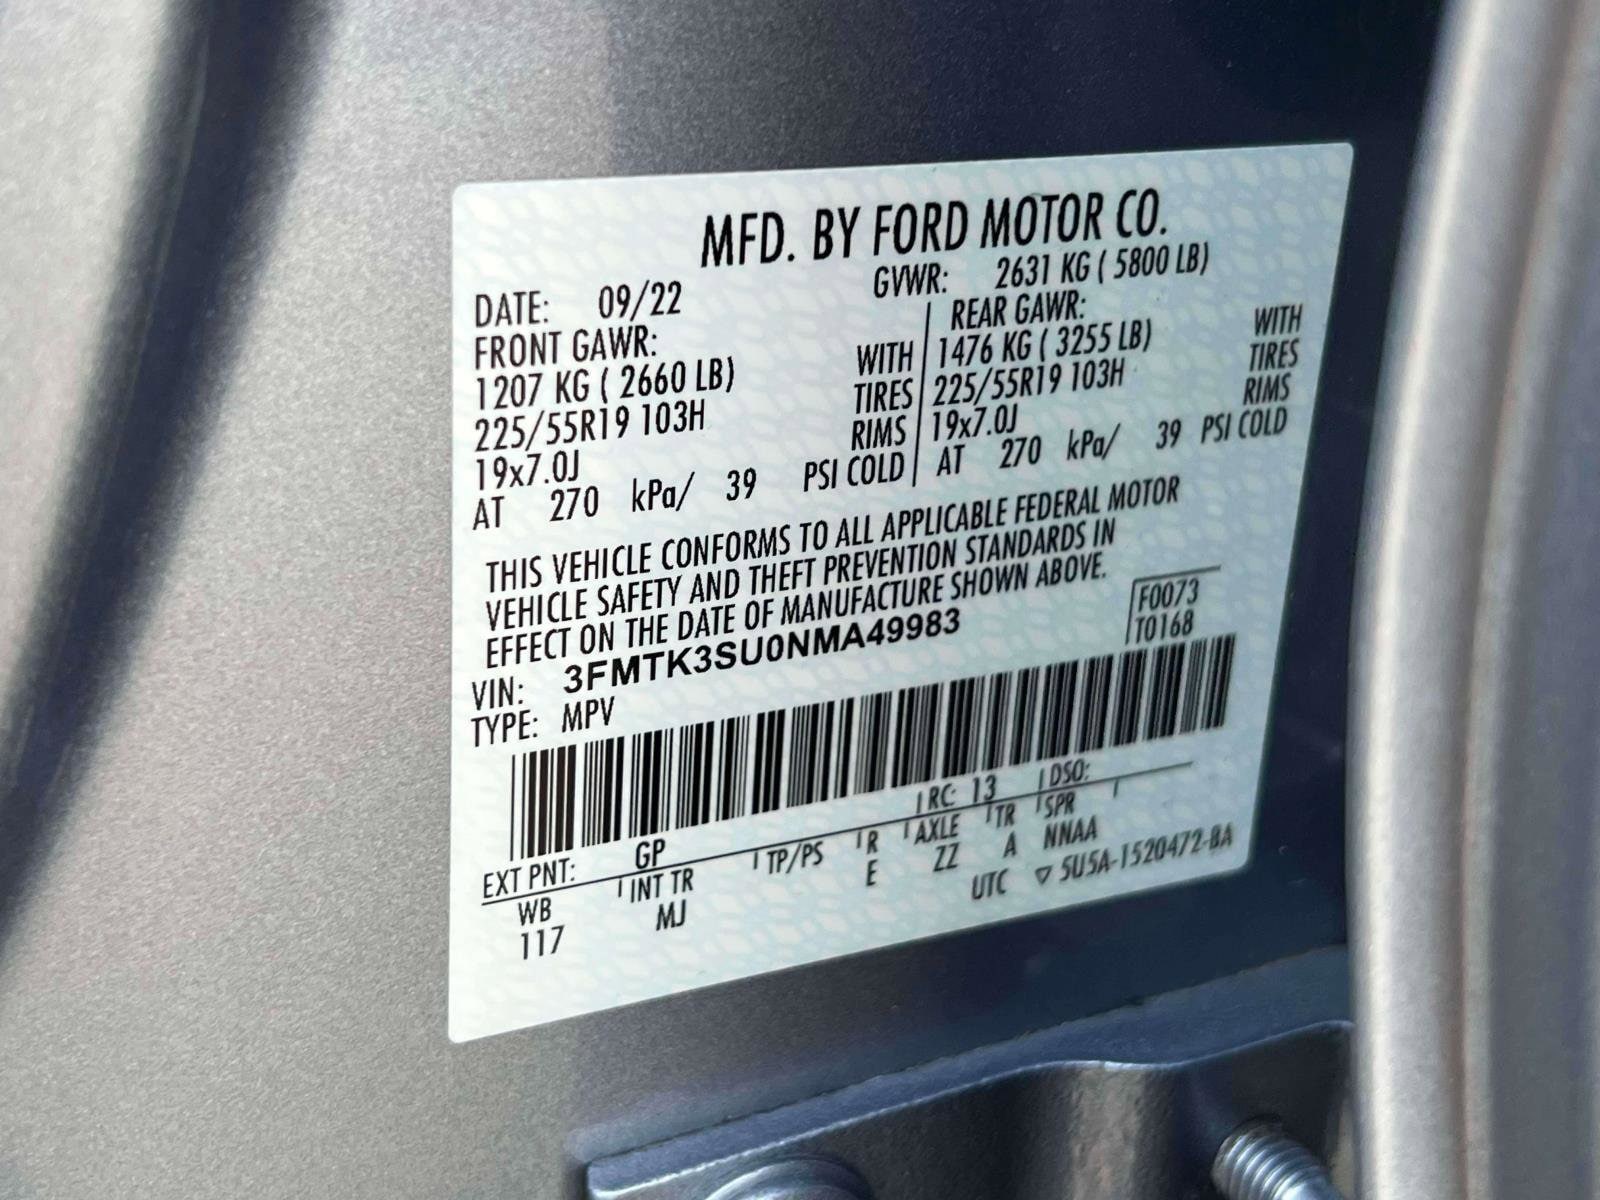 MFD. BY FORD MOTOR CO.
DATE: 09/22 GVWR: 2631 KG ( 5800 LB)
FRONT GAWR: REAR GAWR:
1207 KG ( 2660 LB) WITH 1476 KG ( 3255 LB) WITH
225/55R19 103H TIRES 225/55R19 103H TIRES
19x7.0J RIMS 19x7.0J RIMS
AT 270 kPa/ 39 PSI COLD AT 270 kPa/ 39 PSI COLD
THIS VEHICLE CONFORMS TO ALL APPLICABLE FEDERAL MOTOR
VEHICLE SAFETY AND THEFT PREVENTION STANDARDS IN
EFFECT ON THE DATE OF MANUFACTURE SHOWN ABOVE.
VIN: 3FMTK3SU0NMA49983 F0073
TYPE: MPV T0168
EXT PNT: GP RC: 13 DSO:
WB INT TR TP/PS R AXLE TR SPR
117 MJ E ZZ A NNAA
UTC ▽ 5U5A-1520472-BA